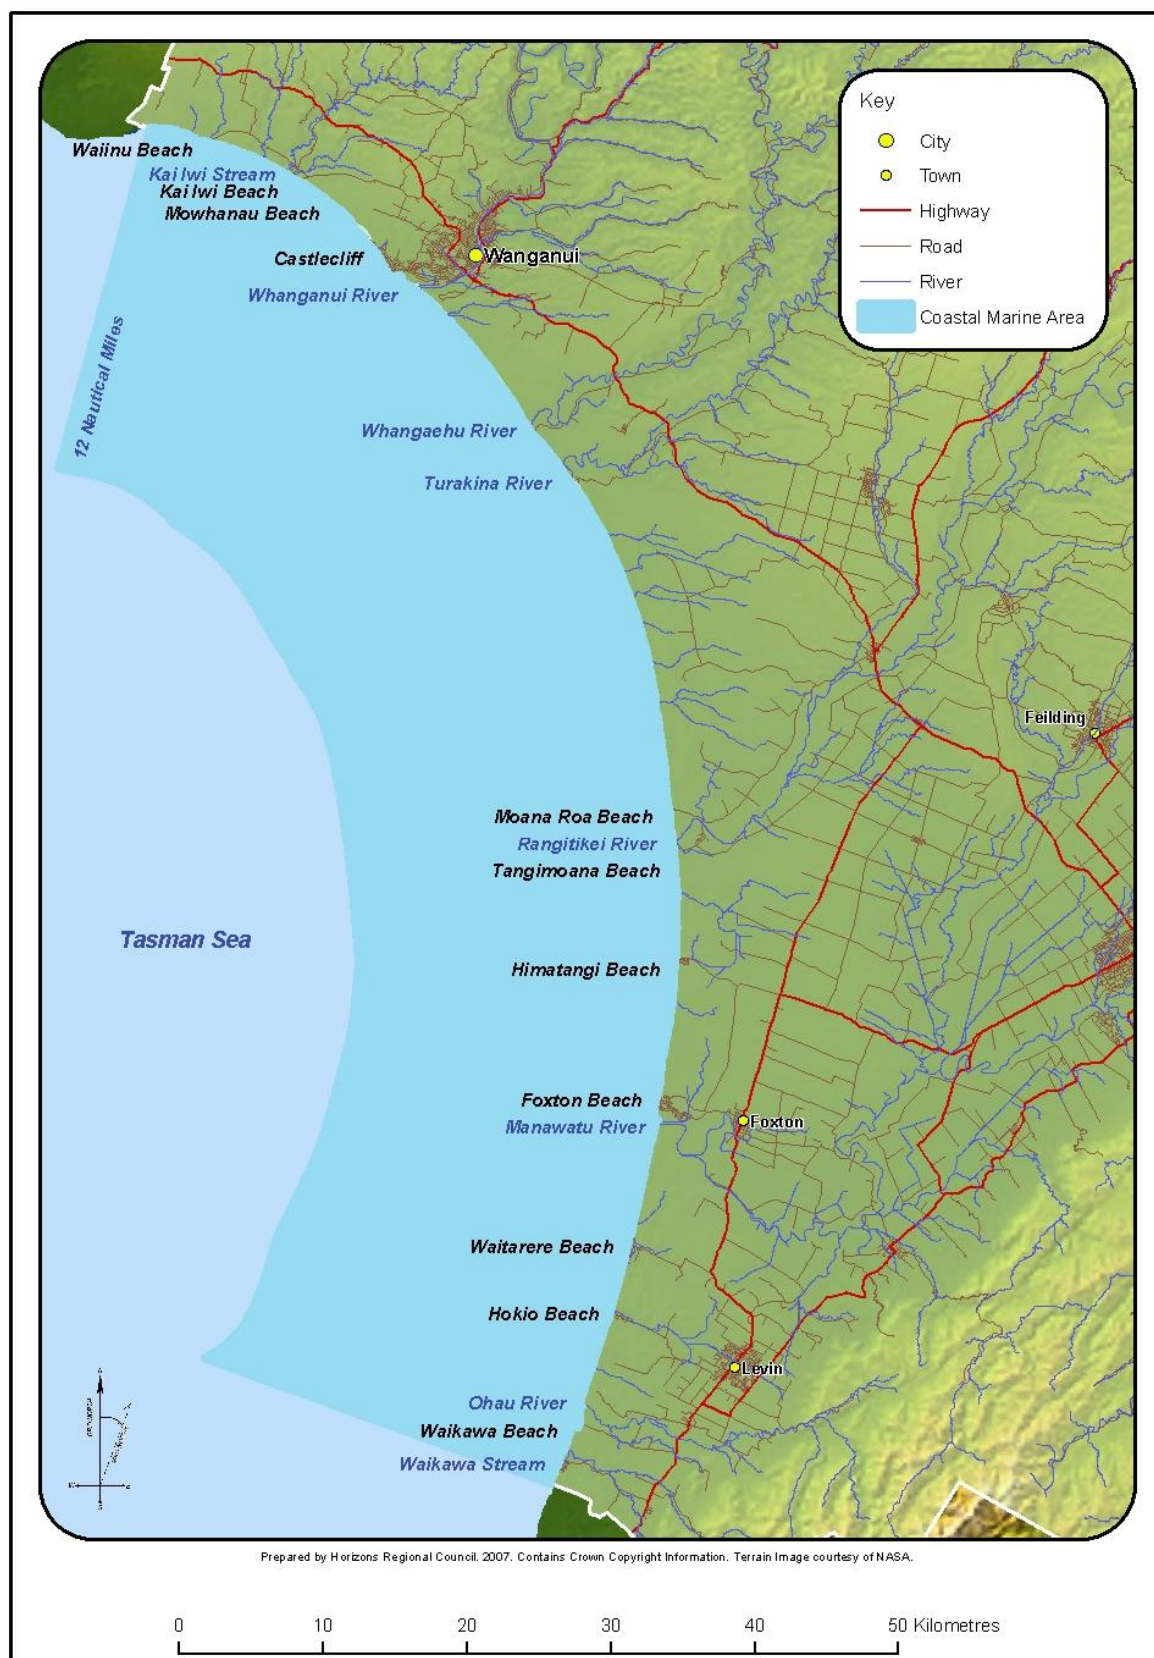 Key
City
Town
Highway
Road
River
Coastal Marine Area
Waiinu Beach
Kai Iwi Stream
Kai Iwi Beach
Mowhanau Beach
Castlecliff
Wanganui
Whanganui River
12 Nautical Miles
Whangaehu River
Turakina River
Feilding
Moana Roa Beach
Rangitikei River
Tangimoana Beach
Tasman Sea
Himatangi Beach
Foxton Beach
Manawatu River
Foxton
Waitarere Beach
Hokio Beach
Levin
Ohau River
Waikawa Beach
Waikawa Stream
Prepared by Horizons Regional Council. 2007. Contains Crown Copyright Information. Terrain Image courtesy of NASA.
0 10 20 30 40 50 Kilometres